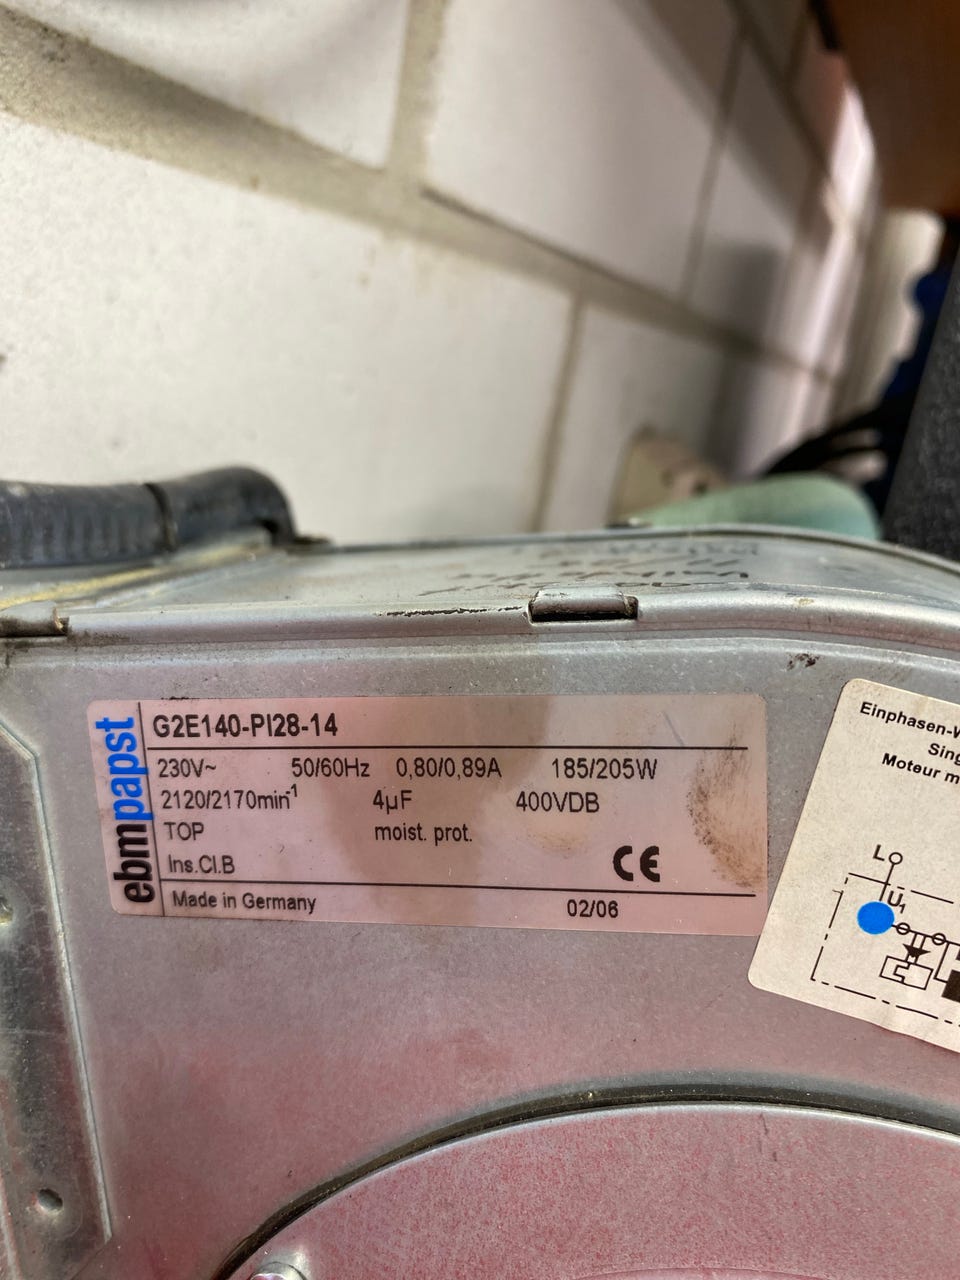 ebmpapst
G2E140-PI28-14
230V~ 50/60Hz 0,80/0,89A 185/205W
2120/2170min-1 4µF 400VDB
TOP moist. prot.
Ins.Cl.B
CE
Made in Germany 02/06
Einphasen-W
Sing
Moteur m
L
U1